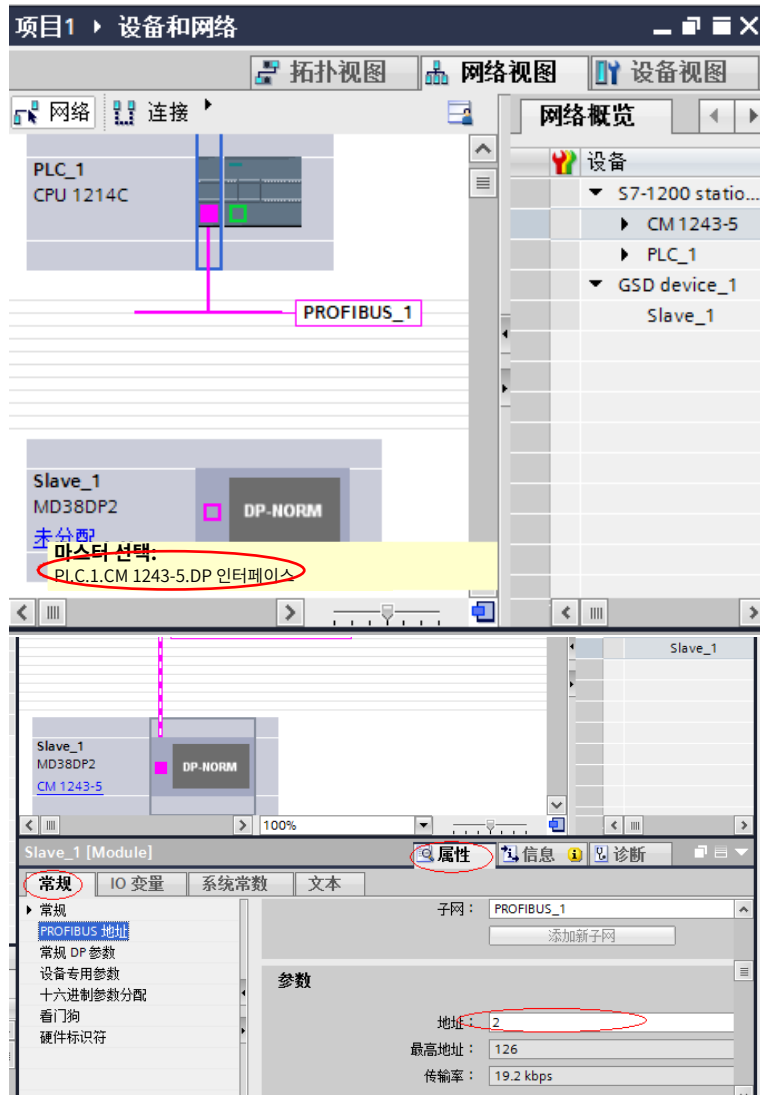 项目1 ▸ 设备和网络
拓扑视图 网络视图 设备视图
网络 连接
网络概览
设备
PLC_1
CPU 1214C
S7-1200 statio...
CM 1243-5
PLC_1
GSD device_1
Slave_1
PROFIBUS_1
Slave_1
MD38DP2
DP-NORM
未分配
마스터 선택:
PLC.1.CM 1243-5.DP 인터페이스
Slave_1
Slave_1
MD38DP2
DP-NORM
CM 1243-5
100%
Slave_1 [Module]
属性 信息 诊断
常规 IO 变量 系统常数 文本
常规
PROFIBUS 地址
常规 DP 参数
设备专用参数
十六进制参数分配
看门狗
硬件标识符
子网： PROFIBUS_1
添加新子网
参数
地址： 2
最高地址： 126
传输率： 19.2 kbps